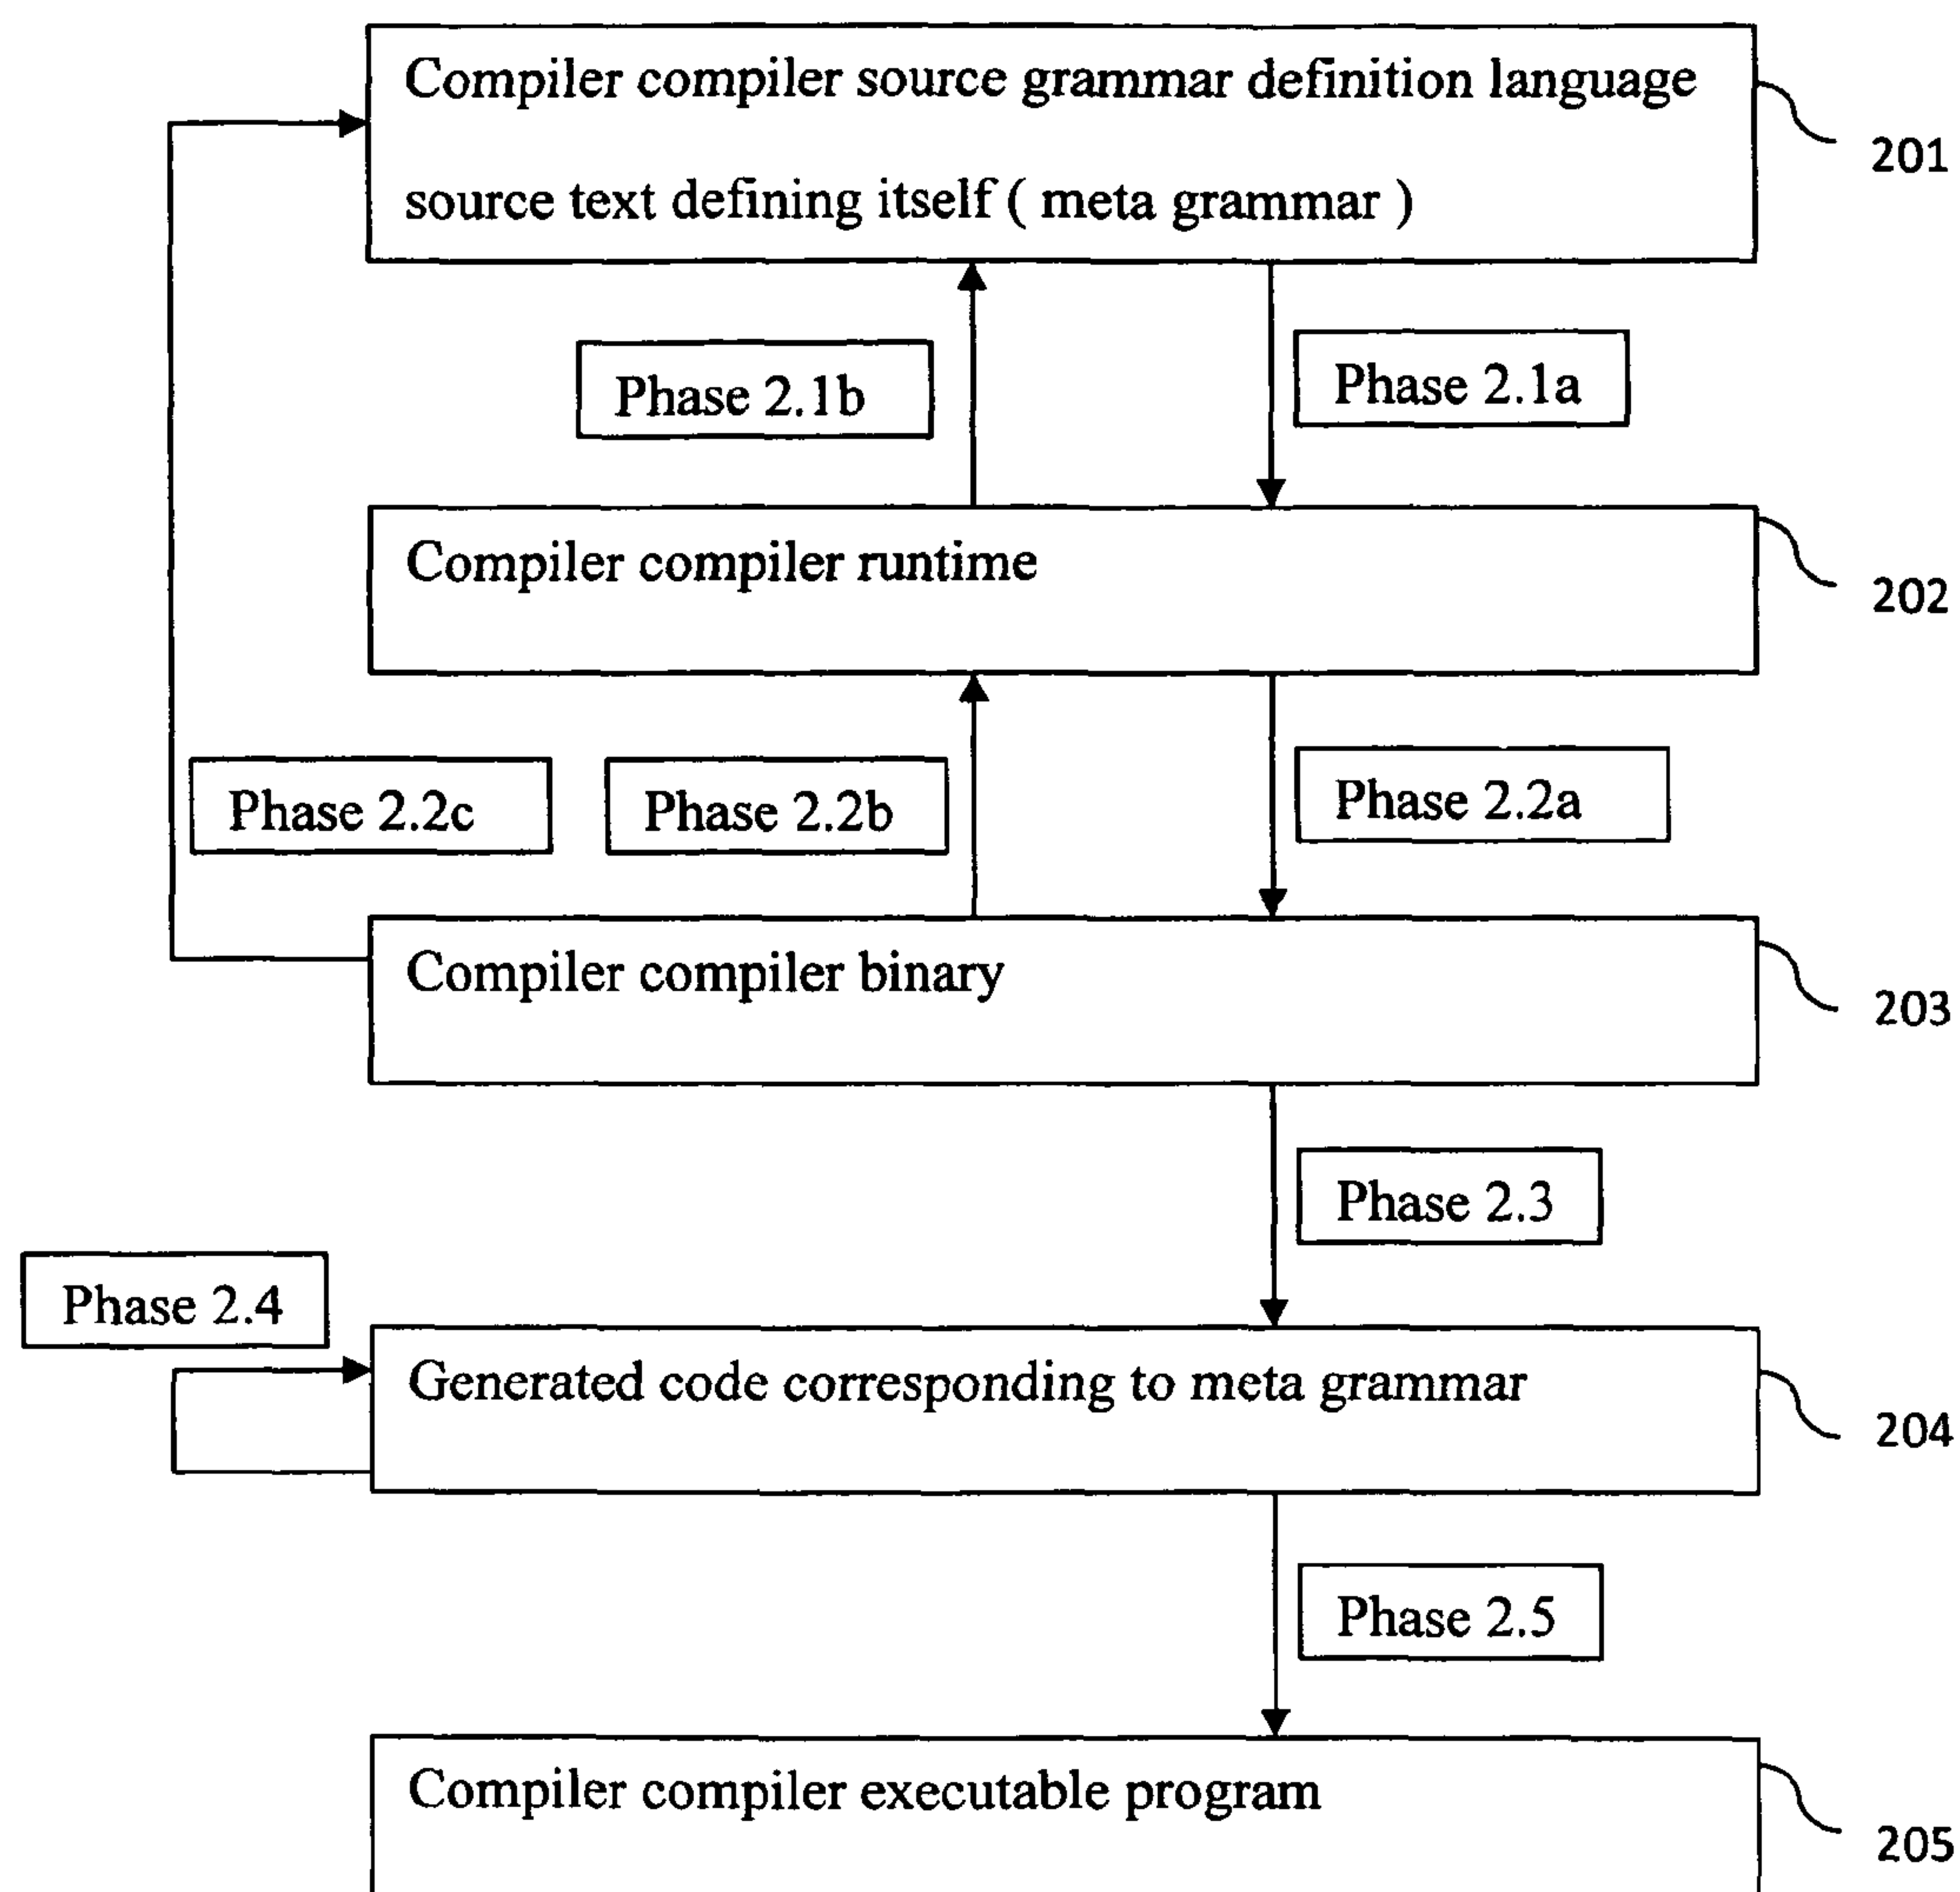 Compiler compiler source grammar definition language
201
source text defining itself ( meta grammar )
Phase 2.1b
Phase 2.1a
Compiler compiler runtime
202
Phase 2.2c
Phase 2.2b
Phase 2.2a
Compiler compiler binary
203
Phase 2.3
Phase 2.4
Generated code corresponding to meta grammar
204
Phase 2.5
Compiler compiler executable program
205